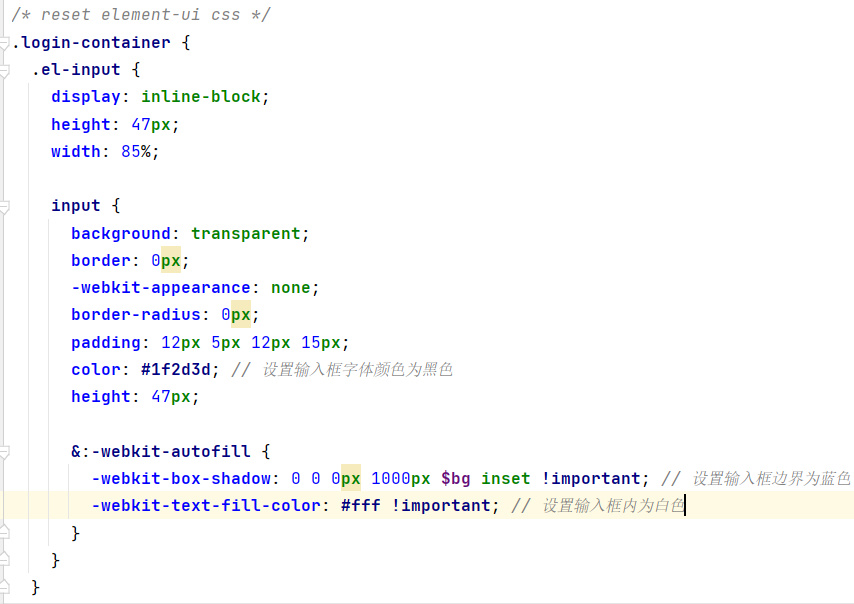 /* reset element-ui css */
.login-container {
  .el-input {
    display: inline-block;
    height: 47px;
    width: 85%;

    input {
      background: transparent;
      border: 0px;
      -webkit-appearance: none;
      border-radius: 0px;
      padding: 12px 5px 12px 15px;
      color: #1f2d3d; // 设置输入框字体颜色为黑色
      height: 47px;

      &:-webkit-autofill {
        -webkit-box-shadow: 0 0 0px 1000px $bg inset !important; // 设置输入框边界为蓝色
        -webkit-text-fill-color: #fff !important; // 设置输入框内为白色
      }
    }
  }